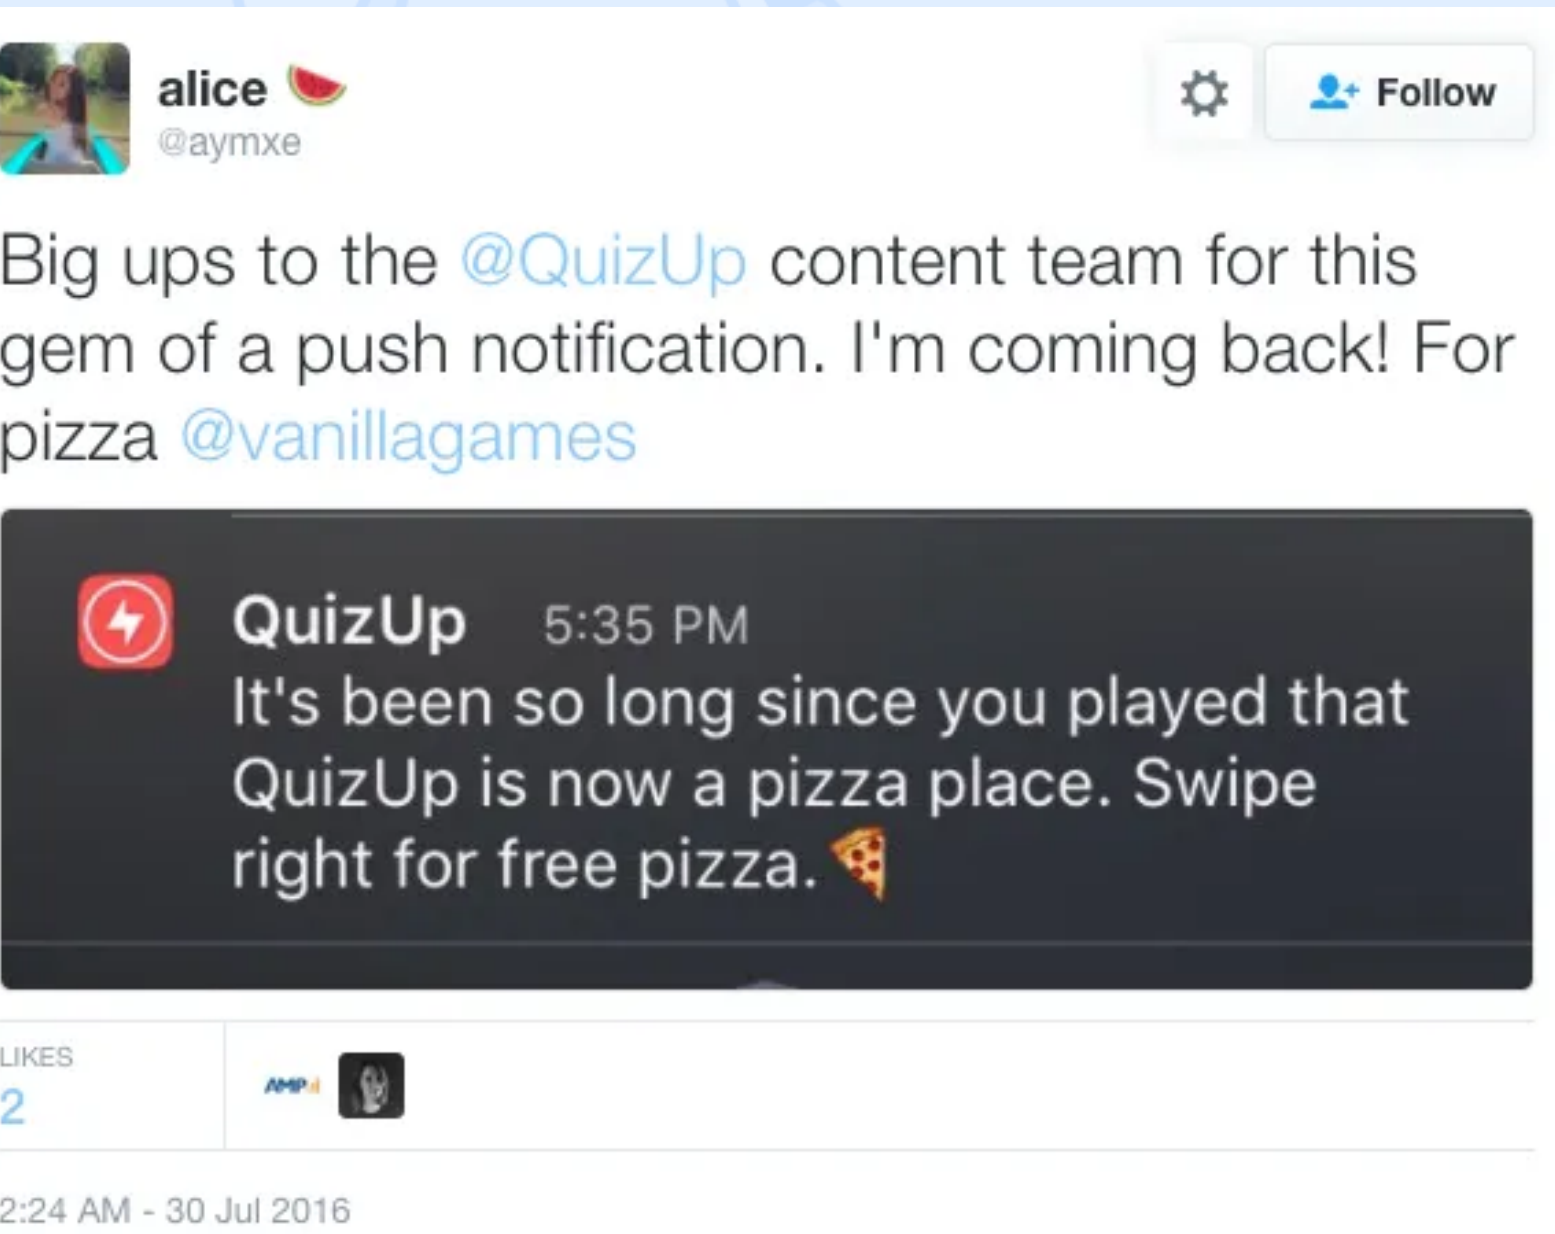 alice 🍉
@aymxe
Follow
Big ups to the @QuizUp content team for this
gem of a push notification. I'm coming back! For
pizza @vanillagames
QuizUp 5:35 PM
It's been so long since you played that
QuizUp is now a pizza place. Swipe
right for free pizza. 🍕
LIKES
2
AMP
2:24 AM - 30 Jul 2016